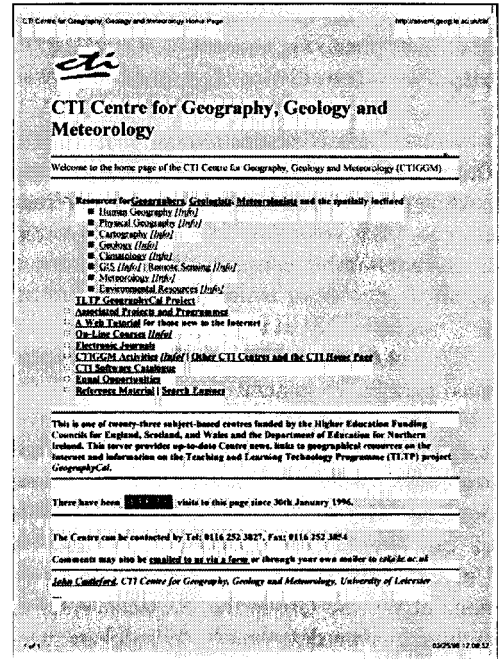 CTI Centre for Geography, Geology and Meteorology Home Page
cti
CTI Centre for Geography, Geology and
Meteorology
Welcome to the home page of the CTI Centre for Geography, Geology and Meteorology (CTIGGM)
Resources for Geographers, Geologists, Meteorologists and the spatially inclined
Human Geography [Info]
Physical Geography [Info]
Cartography [Info]
Geology [Info]
Climatology [Info]
GIS [Info] | Remote Sensing [Info]
Meteorology [Info]
Environmental Resources [Info]
TLTP GeographyCal Project
Associated Projects and Programmes
A Web Tutorial for those new to the Internet
On-Line Courses [Info]
Electronic Journals
CTIGGM Activities [Info] | Other CTI Centres and the CTI Home Page
CTI Software Catalogue
Equal Opportunities
Reference Material | Search Engines
This is one of twenty-three subject-based centres funded by the Higher Education Funding
Councils for England, Scotland, and Wales and the Department of Education for Northern
Ireland. This server provides up-to-date Centre news, links to geographical resources on the
Internet and information on the Teaching and Learning Technology Programme (TLTP) project
GeographyCal.
There have been visits to this page since 30th January 1996.
The Centre can be contacted by Tel: 0116 252 3827, Fax: 0116 252 3854
Comments may also be emailed to us via a form or through your own mailer to cti@le.ac.uk
John Castleford, CTI Centre for Geography, Geology and Meteorology, University of Leicester
1 of 1